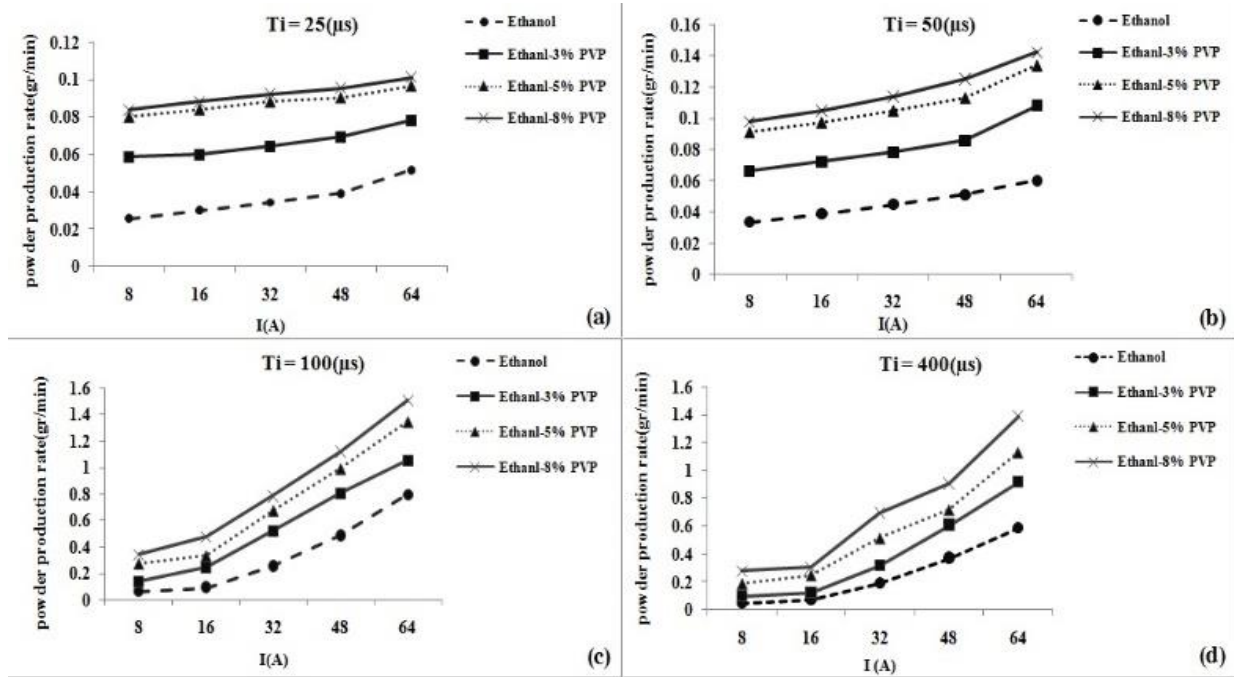 Ti = 25(μs)
powder production rate(gr/min)
0.12
0.1
0.08
0.06
0.04
0.02
0
8 16 32 48 64
I(A)
Ethanol
Ethanl-3% PVP
Ethanl-5% PVP
Ethanl-8% PVP
(a)
Ti = 50(μs)
powder production rate(gr/min)
0.16
0.14
0.12
0.1
0.08
0.06
0.04
0.02
0
8 16 32 48 64
I(A)
Ethanol
Ethanl-3% PVP
Ethanl-5% PVP
Ethanl-8% PVP
(b)
Ti = 100(μs)
powder production rate(gr/min)
1.6
1.4
1.2
1
0.8
0.6
0.4
0.2
0
8 16 32 48 64
I(A)
Ethanol
Ethanl-3% PVP
Ethanl-5% PVP
Ethanl-8% PVP
(c)
Ti = 400(μs)
powder production rate(gr/min)
1.6
1.4
1.2
1
0.8
0.6
0.4
0.2
0
8 16 32 48 64
I (A)
Ethanol
Ethanl-3% PVP
Ethanl-5% PVP
Ethanl-8% PVP
(d)